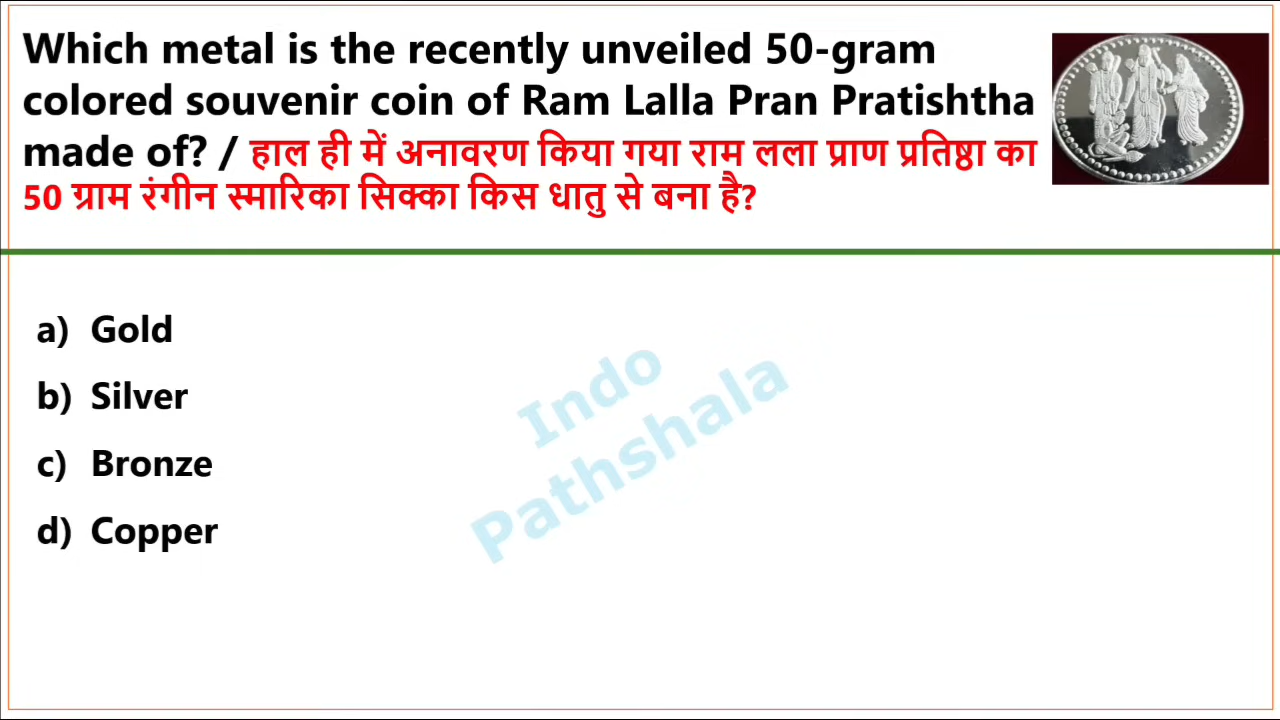 Which metal is the recently unveiled 50-gram
colored souvenir coin of Ram Lalla Pran Pratishtha
made of? / हाल ही में अनावरण किया गया राम लला प्राण प्रतिष्ठा का
50 ग्राम रंगीन स्मारिका सिक्का किस धातु से बना है?
a) Gold
b) Silver
c) Bronze
d) Copper
Indo
Pathshala